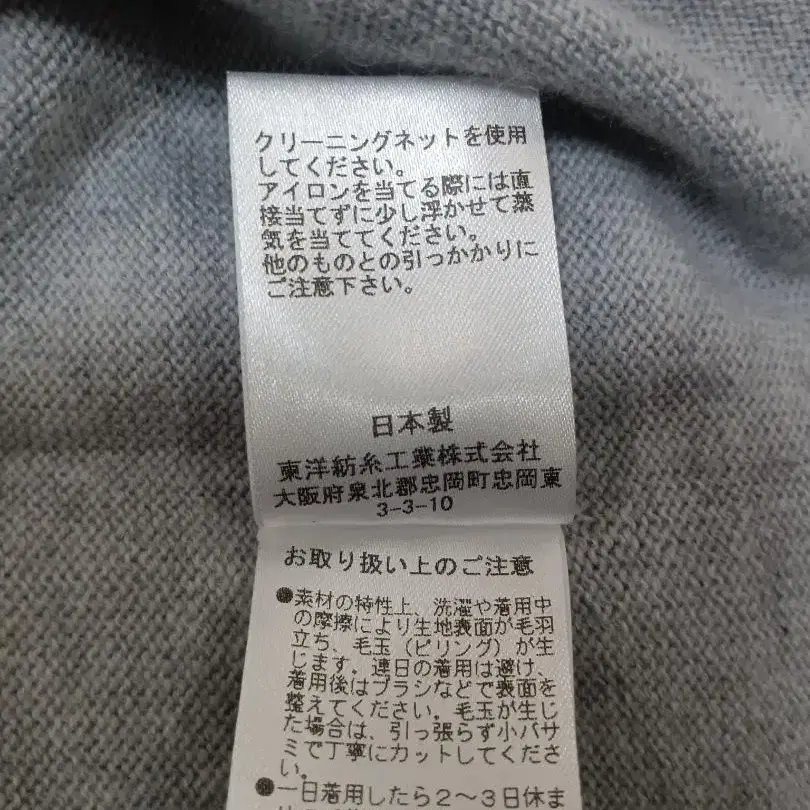 クリーニングネットを使用
してください。
アイロンを当てる際には直
接当てずに少し浮かせて蒸
気を当ててください。
他のものとの引っかかりに
ご注意下さい。
日本製
東洋紡糸工業株式会社
大阪府泉北郡忠岡町忠岡東
3-3-10
お取り扱い上のご注意
●素材の特性上、洗濯や着用中
の摩擦により生地表面が毛羽
立ち、毛玉（ピリング）が生
じます。連日の着用は避け、
着用後はブラシなどで表面を
整えてください。毛玉が生じ
た場合は、引っ張らず小バサ
ミで丁寧にカットしてくださ
い。
●一日着用したら2〜3日休ま